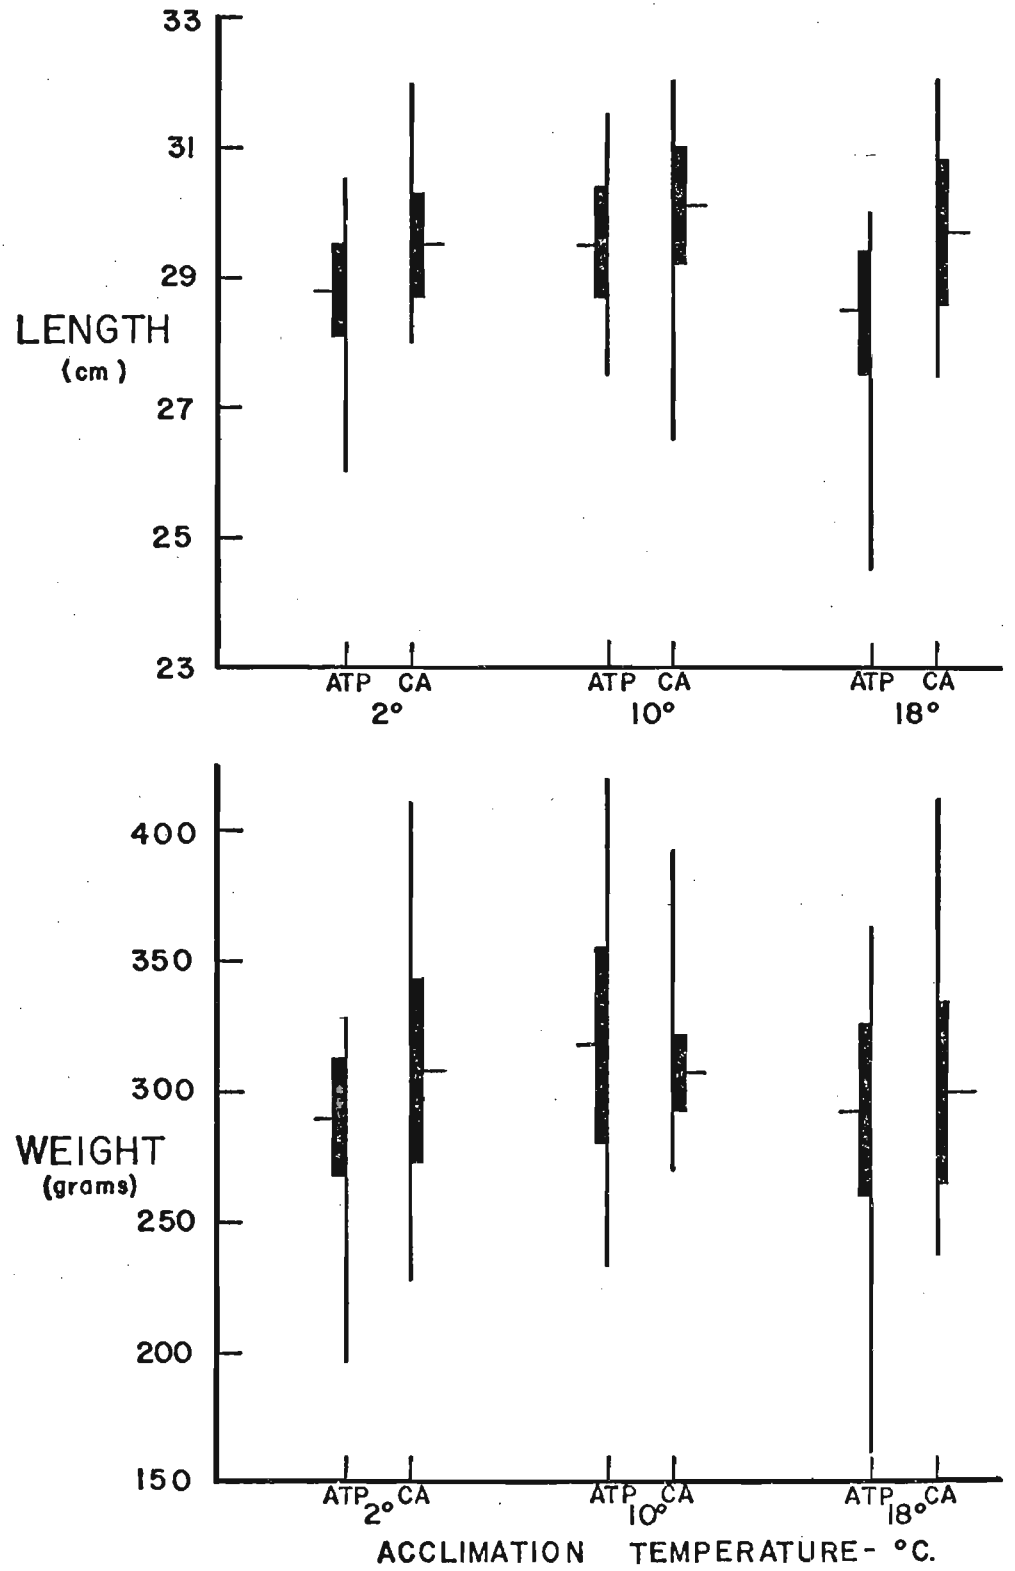 33
31
29
LENGTH
(cm)
27
25
23
ATP CA ATP CA ATP CA
2° 10° 18°
400
350
300
WEIGHT
(grams)
250
200
150
ATP CA ATP CA ATP CA
2° 10° 18°
ACCLIMATION TEMPERATURE- °C.